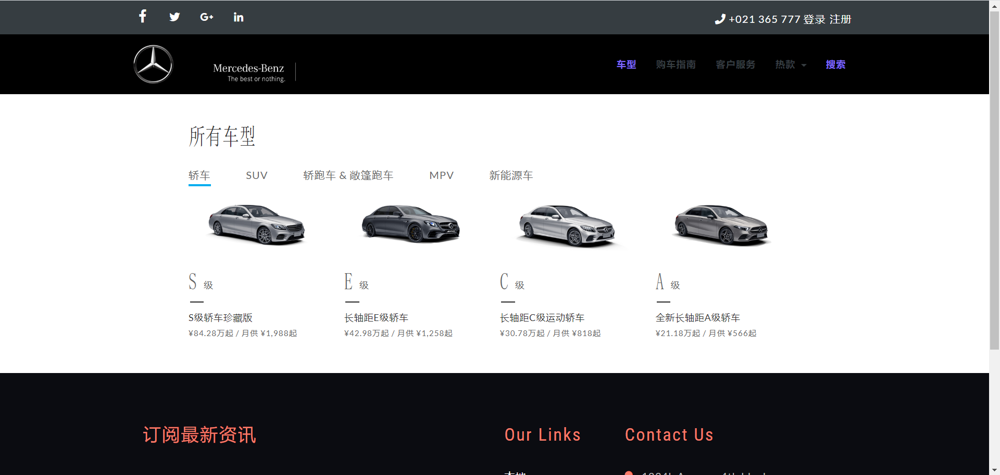 +021 365 777 登录 注册
Mercedes-Benz
The best or nothing.
车型 购车指南 客户服务 热款 搜索
所有车型
轿车 SUV 轿跑车 & 敞篷跑车 MPV 新能源车
S 级 E 级 C 级 A 级
S级轿车珍藏版 长轴距E级轿车 长轴距C级运动轿车 全新长轴距A级轿车
¥84.28万起 / 月供 ¥1,988起 ¥42.98万起 / 月供 ¥1,258起 ¥30.78万起 / 月供 ¥818起 ¥21.18万起 / 月供 ¥566起
订阅最新资讯 Our Links Contact Us